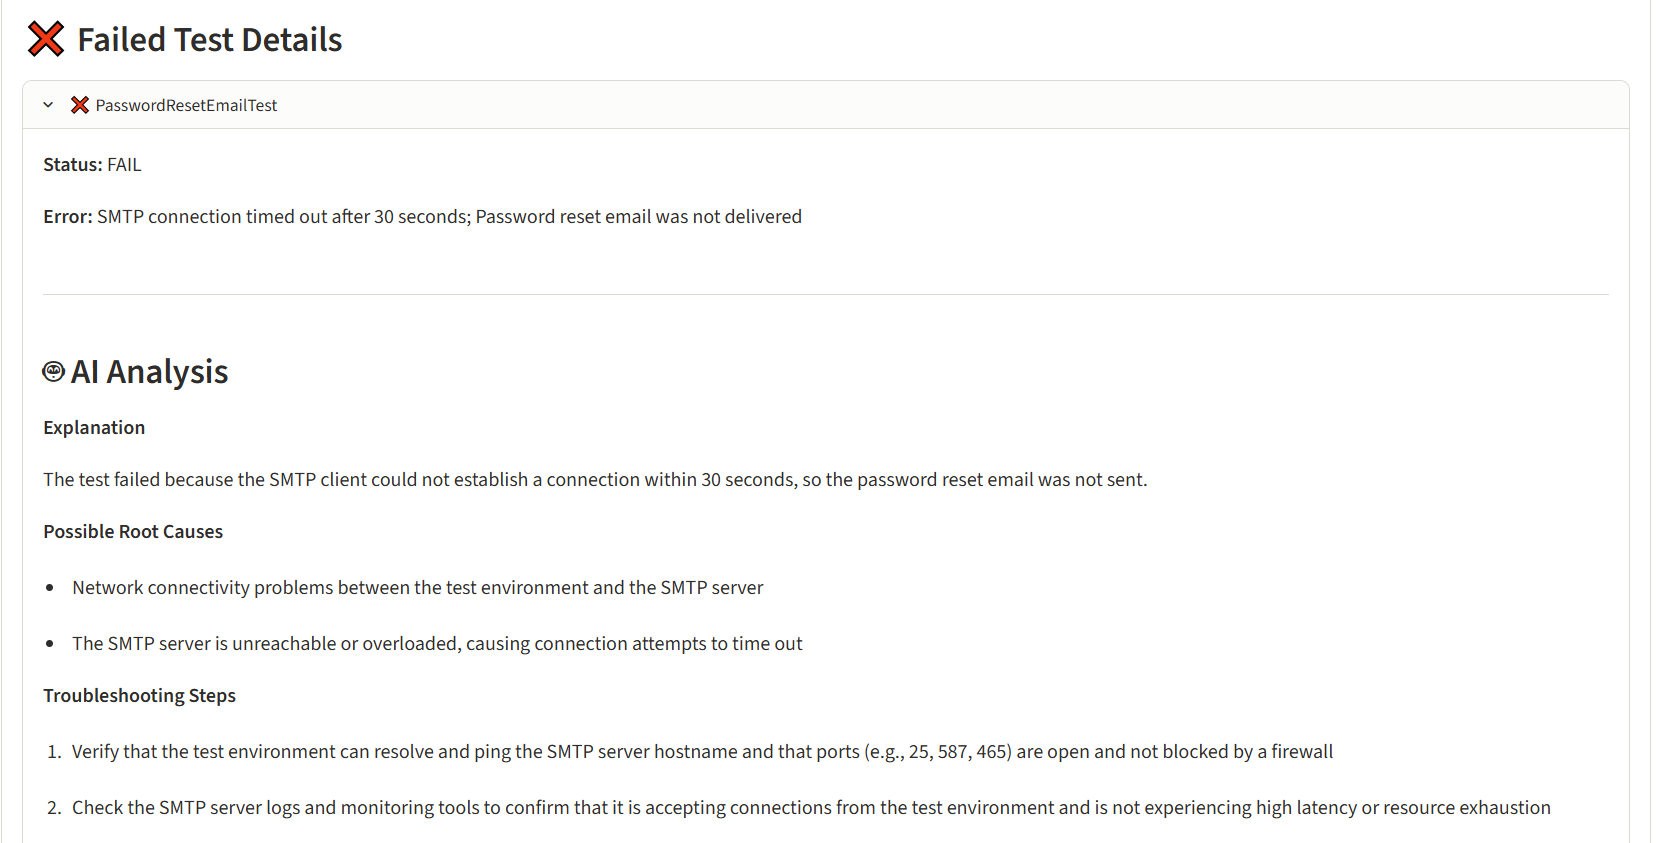 Failed Test Details
PasswordResetEmailTest
Status: FAIL
Error: SMTP connection timed out after 30 seconds; Password reset email was not delivered
AI Analysis
Explanation
The test failed because the SMTP client could not establish a connection within 30 seconds, so the password reset email was not sent.
Possible Root Causes
• Network connectivity problems between the test environment and the SMTP server
• The SMTP server is unreachable or overloaded, causing connection attempts to time out
Troubleshooting Steps
1. Verify that the test environment can resolve and ping the SMTP server hostname and that ports (e.g., 25, 587, 465) are open and not blocked by a firewall
2. Check the SMTP server logs and monitoring tools to confirm that it is accepting connections from the test environment and is not experiencing high latency or resource exhaustion